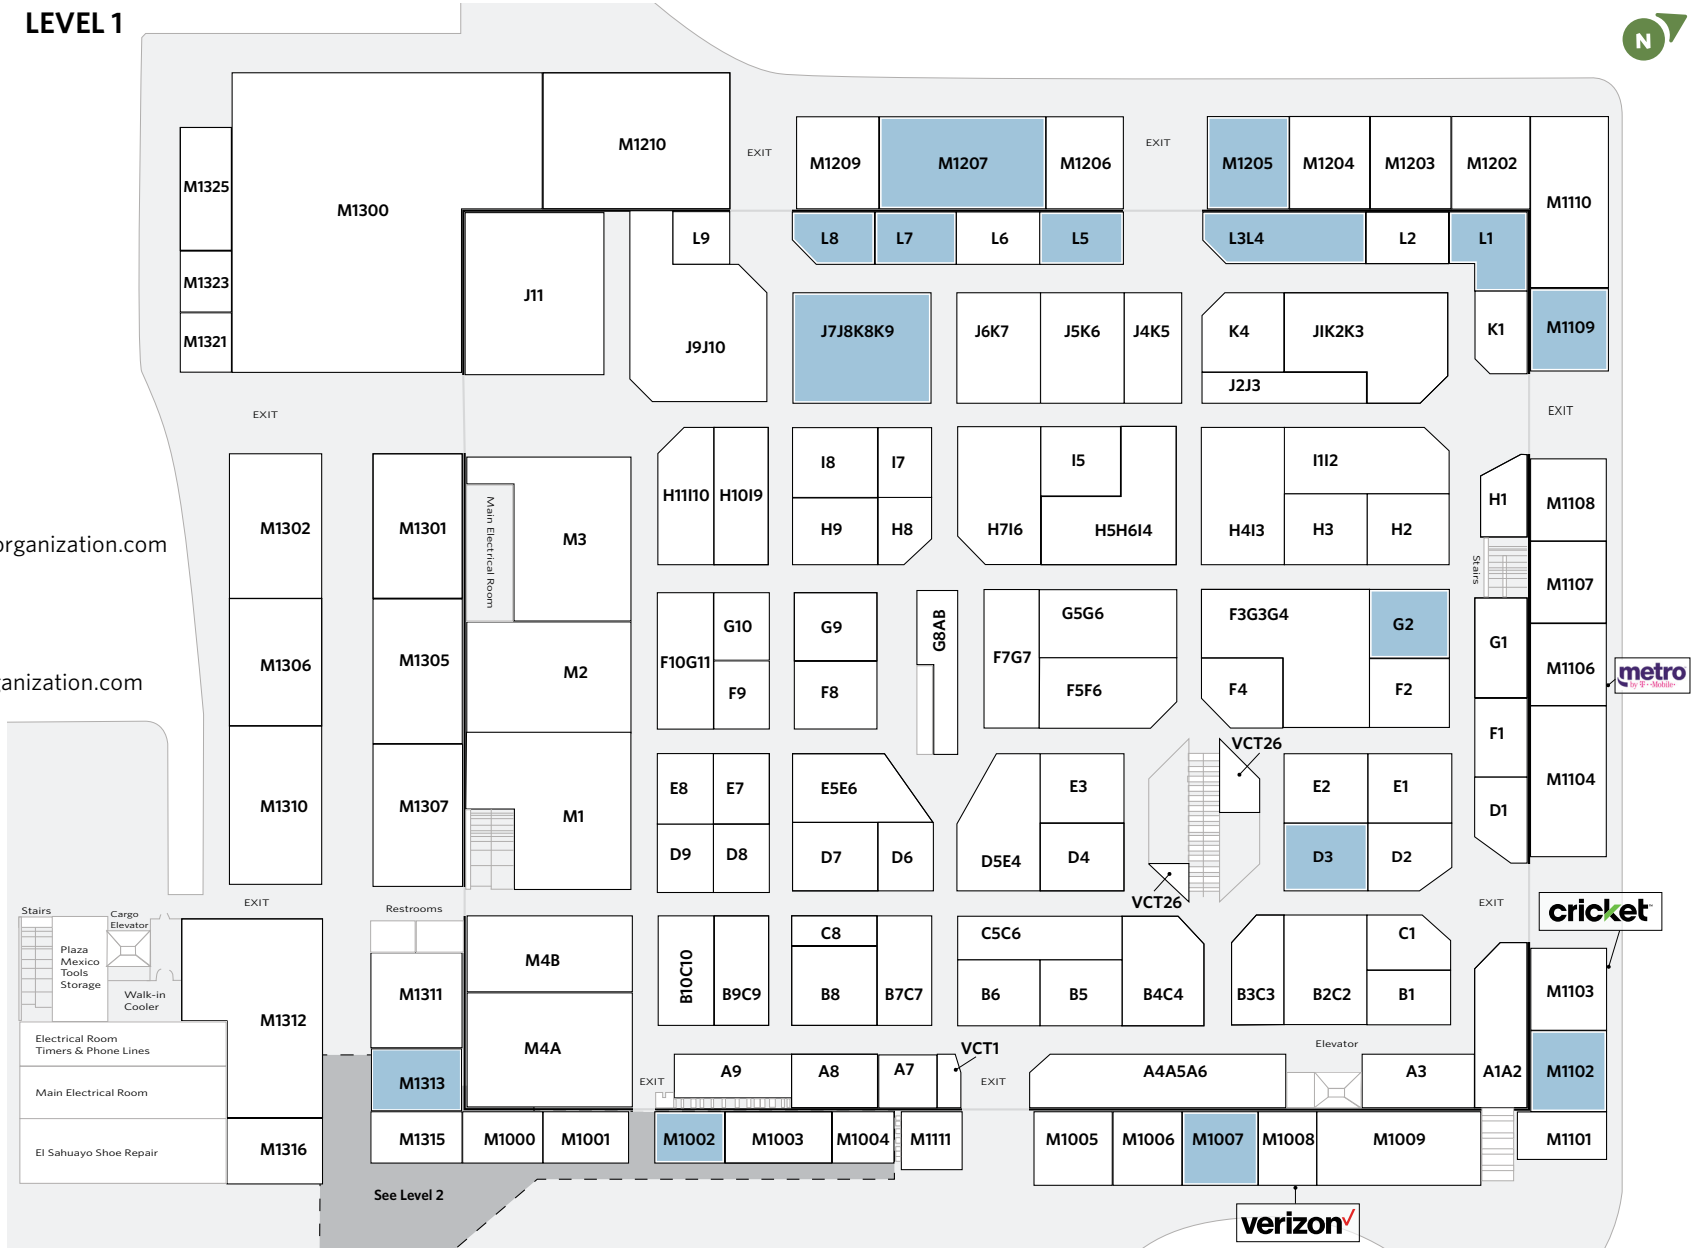 LEVEL 1
N
M1325
M1300
M1210
EXIT
M1209
M1207
M1206
EXIT
M1205
M1204
M1203
M1202
M1110
L9
L8
L7
L6
L5
L3L4
L2
L1
M1323
M1321
J11
J9J10
J7J8K8K9
J6K7
J5K6
J4K5
K4
JIK2K3
J2J3
K1
M1109
EXIT
EXIT
M1302
M1301
Main Electrical Room
M3
H11I10
H10I9
I8
I7
H9
H8
H7I6
I5
H5H6I4
H4I3
I1I2
H3
H2
H1
M1108
Stairs
M1107
organization.com
ganization.com
M1306
M1305
M2
F10G11
G10
F9
G9
F8
G8AB
F7G7
G5G6
F5F6
F3G3G4
F4
G2
F2
G1
M1106
metro
by T-Mobile
F1
M1104
M1310
M1307
M1
E8
E7
E5E6
E3
VCT26
E2
E1
D1
D9
D8
D7
D6
D5E4
D4
D3
D2
VCT26
EXIT
Restrooms
EXIT
cricket
Stairs
Cargo
Elevator
Plaza
Mexico
Tools
Storage
Walk-in
Cooler
M1312
M1311
M4B
M4A
B10C10
B9C9
C8
B8
B7C7
C5C6
B6
B5
B4C4
B3C3
B2C2
C1
B1
M1103
Electrical Room
Timers & Phone Lines
Main Electrical Room
El Sahuayo Shoe Repair
M1316
M1313
EXIT
A9
A8
A7
VCT1
EXIT
A4A5A6
Elevator
A3
A1A2
M1102
M1315
M1000
M1001
M1002
M1003
M1004
M1111
M1005
M1006
M1007
M1008
M1009
M1101
See Level 2
verizon